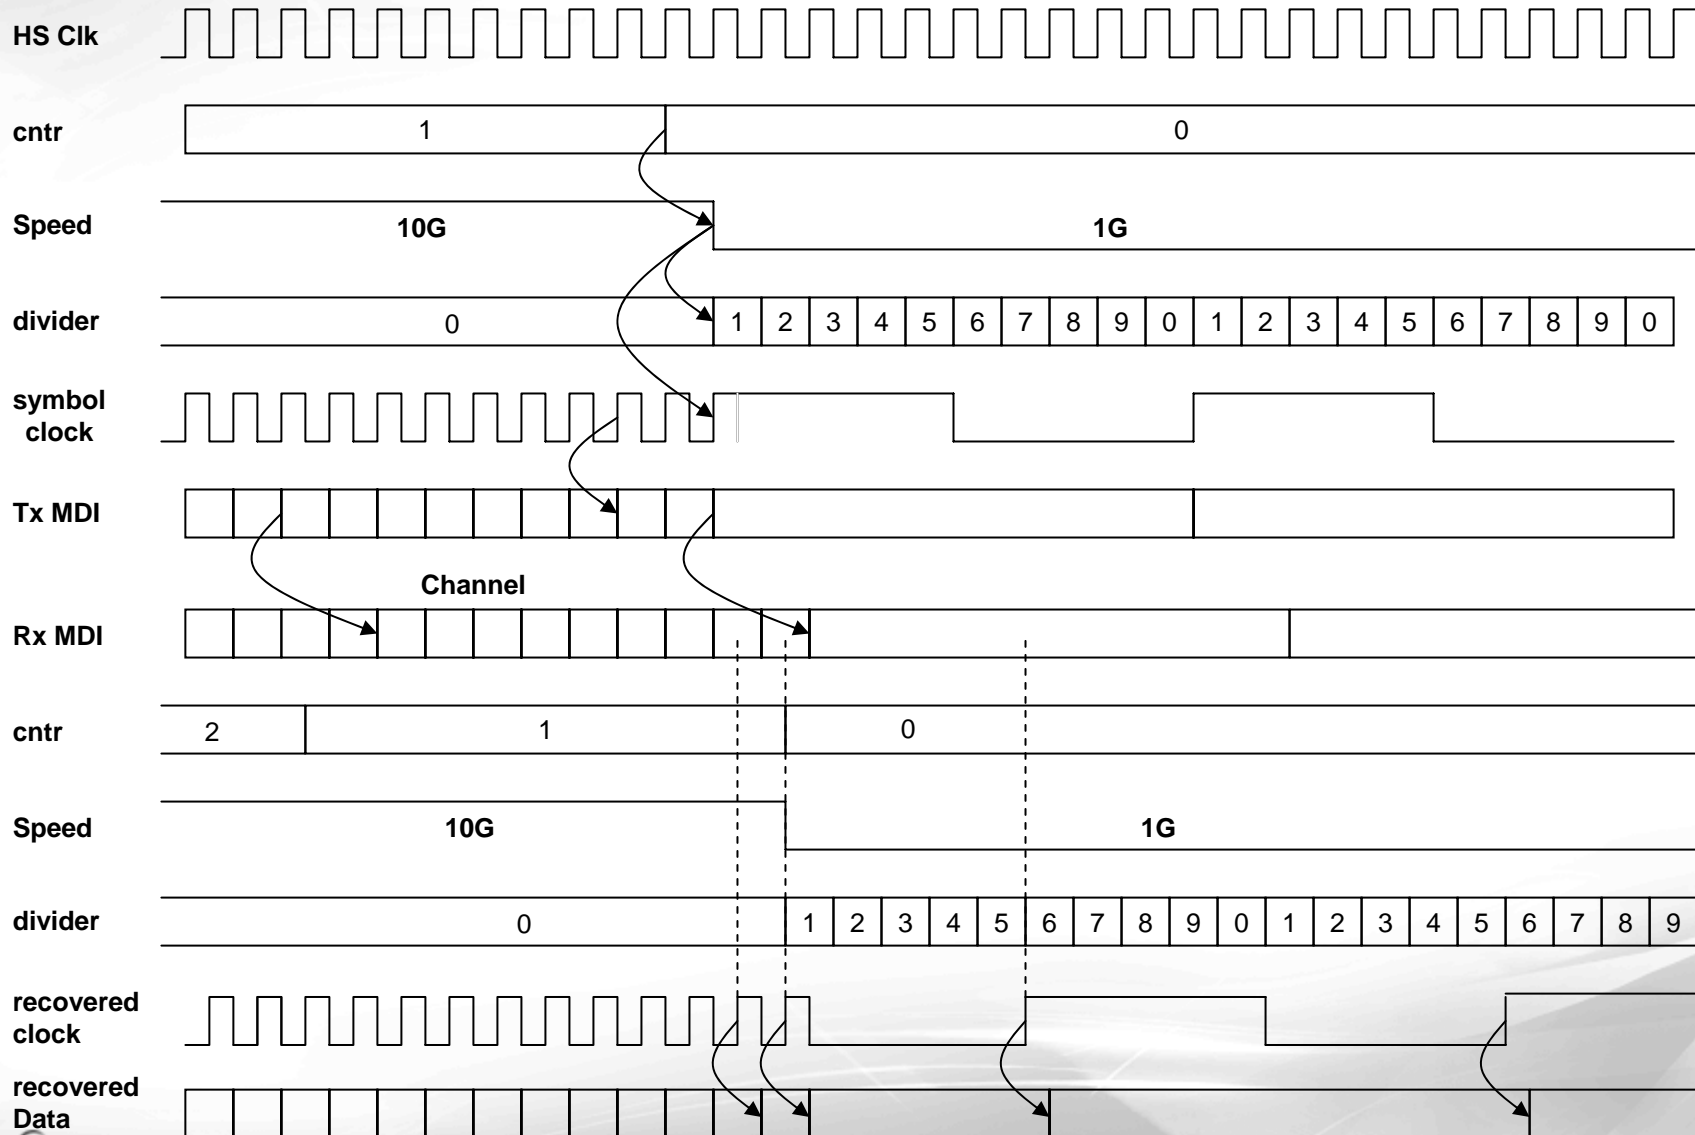 HS Clk
cntr
1 0
Speed
10G 1G
divider
0 1 2 3 4 5 6 7 8 9 0 1 2 3 4 5 6 7 8 9 0
symbol
clock
Tx MDI
Channel
Rx MDI
cntr
2 1 0
Speed
10G 1G
divider
0 1 2 3 4 5 6 7 8 9 0 1 2 3 4 5 6 7 8 9
recovered
clock
recovered
Data